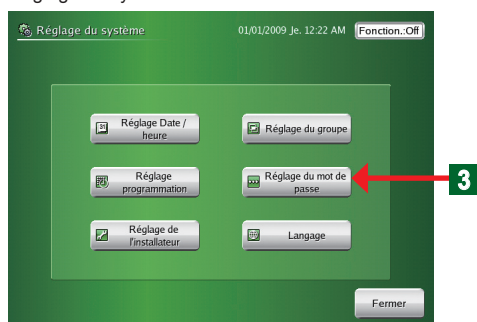 Réglage du système
01/01/2009 Je. 12:22 AM
Fonction.:Off
Réglage Date /
heure
Réglage du groupe
Réglage
programmation
Réglage du mot de
passe
3
Réglage de
l'installateur
Langage
Fermer